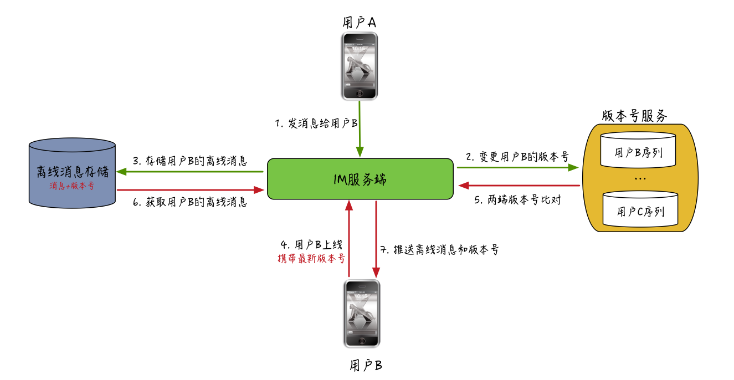 用户A
1. 发消息给用户B
版本号服务
用户B序列
...
用户C序列
离线消息存储
消息+版本号
3. 存储用户B的离线消息
2. 变更用户B的版本号
IM服务端
6. 获取用户B的离线消息
5. 两端版本号比对
4. 用户B上线
携带最新版本号
7. 推送离线消息和版本号
用户B